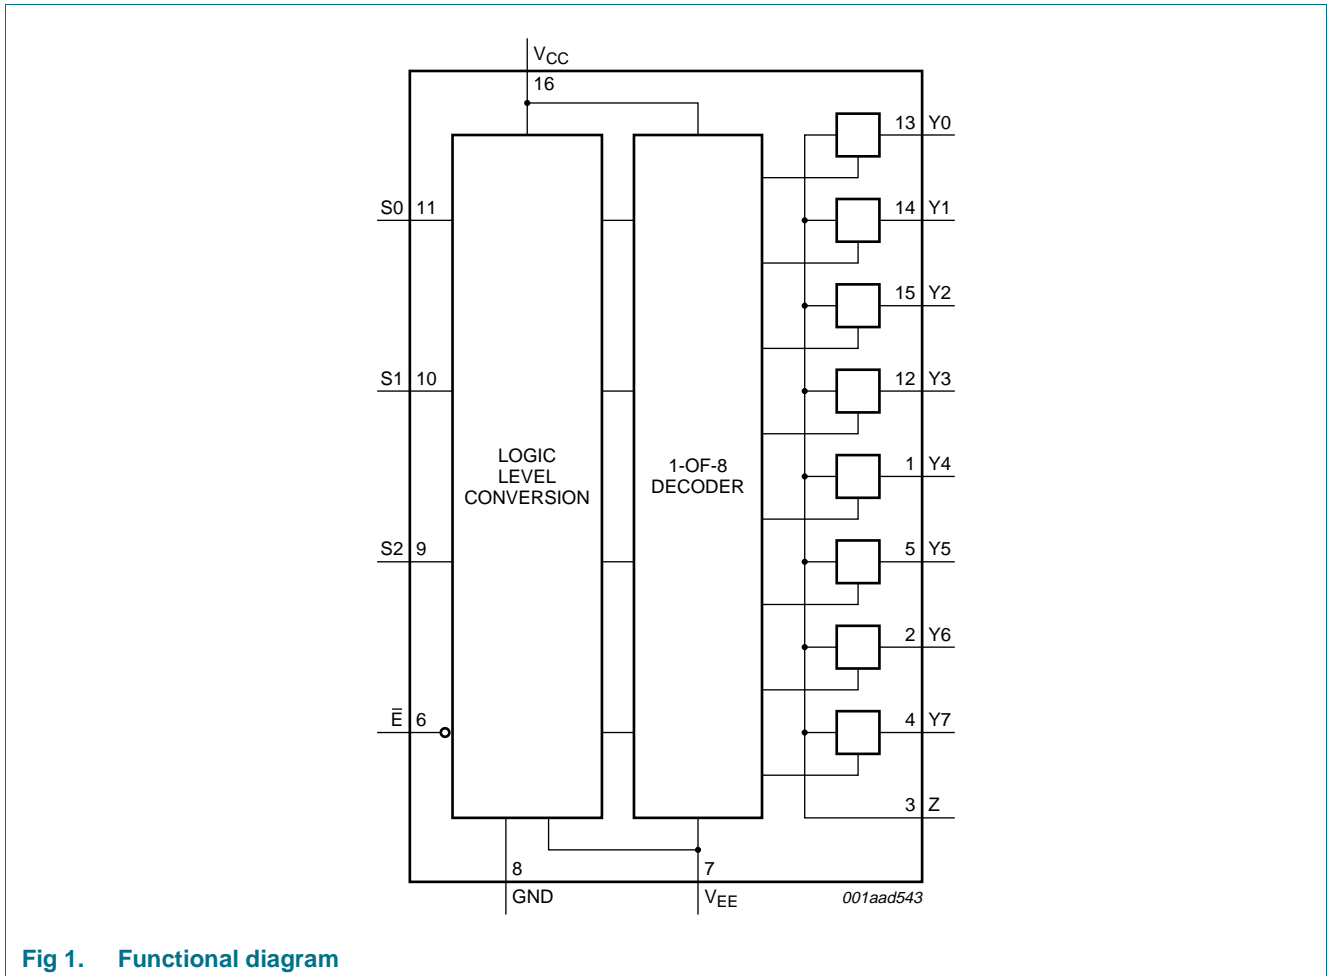 VCC
16
13 Y0
S0 11
14 Y1
15 Y2
S1 10
12 Y3
LOGIC
LEVEL
CONVERSION
1-OF-8
DECODER
1 Y4
S2 9
5 Y5
2 Y6
E̅ 6
4 Y7
3 Z
8
GND
7
VEE
001aad543
Fig 1. Functional diagram